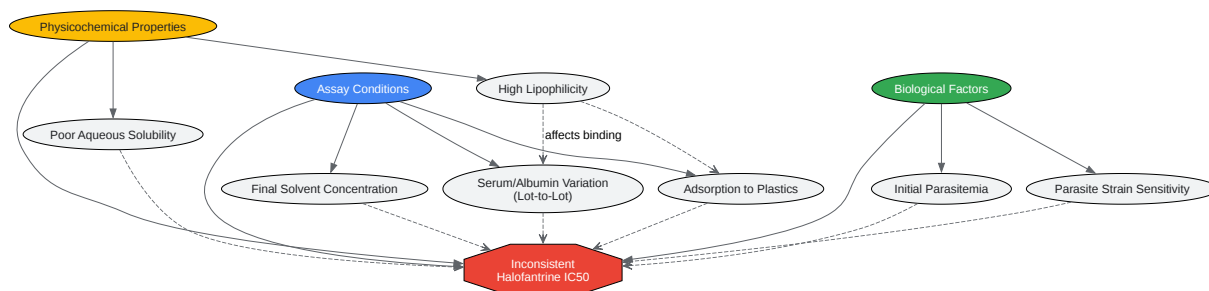 Physicochemical Properties
Assay Conditions
High Lipophilicity
Biological Factors
Poor Aqueous Solubility
affects binding
Final Solvent Concentration
Serum/Albumin Variation
(Lot-to-Lot)
Adsorption to Plastics
Initial Parasitemia
Parasite Strain Sensitivity
Inconsistent
Halofantrine IC50